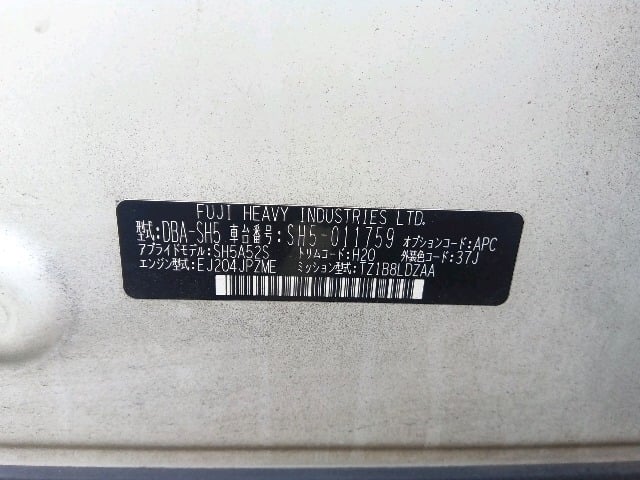 FUJI HEAVY INDUSTRIES LTD.
型式:DBA-SH5 車台番号:SH5-011759 オプションコード:APC
アプライドモデル:SH5A52S トリムコード:H20 外装色コード:37J
エンジン型式:EJ204JPZME ミッション型式:TZ1B8LDZAA